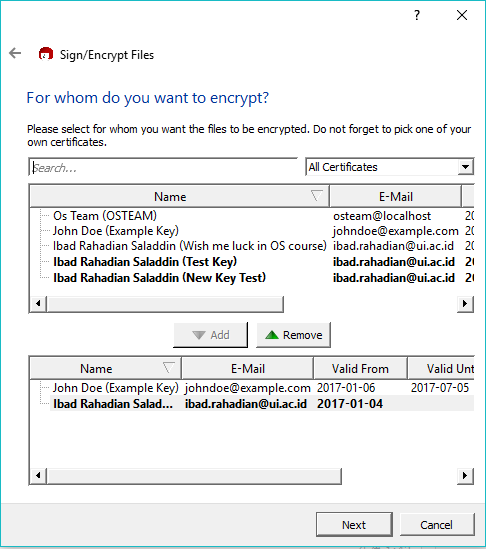 ?
Sign/Encrypt Files
For whom do you want to encrypt?
Please select for whom you want the files to be encrypted. Do not forget to pick one of your
own certificates.
Search...
All Certificates
Name E-Mail
Os Team (OSTEAM) osteam@localhost 20
John Doe (Example Key) johndoe@example.com 20
Ibad Rahadian Saladdin (Wish me luck in OS course) ibad.rahadian@ui.ac.id 20
Ibad Rahadian Saladdin (Test Key) ibad.rahadian@ui.ac.id 20
Ibad Rahadian Saladdin (New Key Test) ibad.rahadian@ui.ac.id 20
Add Remove
Name E-Mail Valid From Valid Unt
John Doe (Example Key) johndoe@example.com 2017-01-06 2017-07-05
Ibad Rahadian Salad... ibad.rahadian@ui.ac.id 2017-01-04
Next Cancel